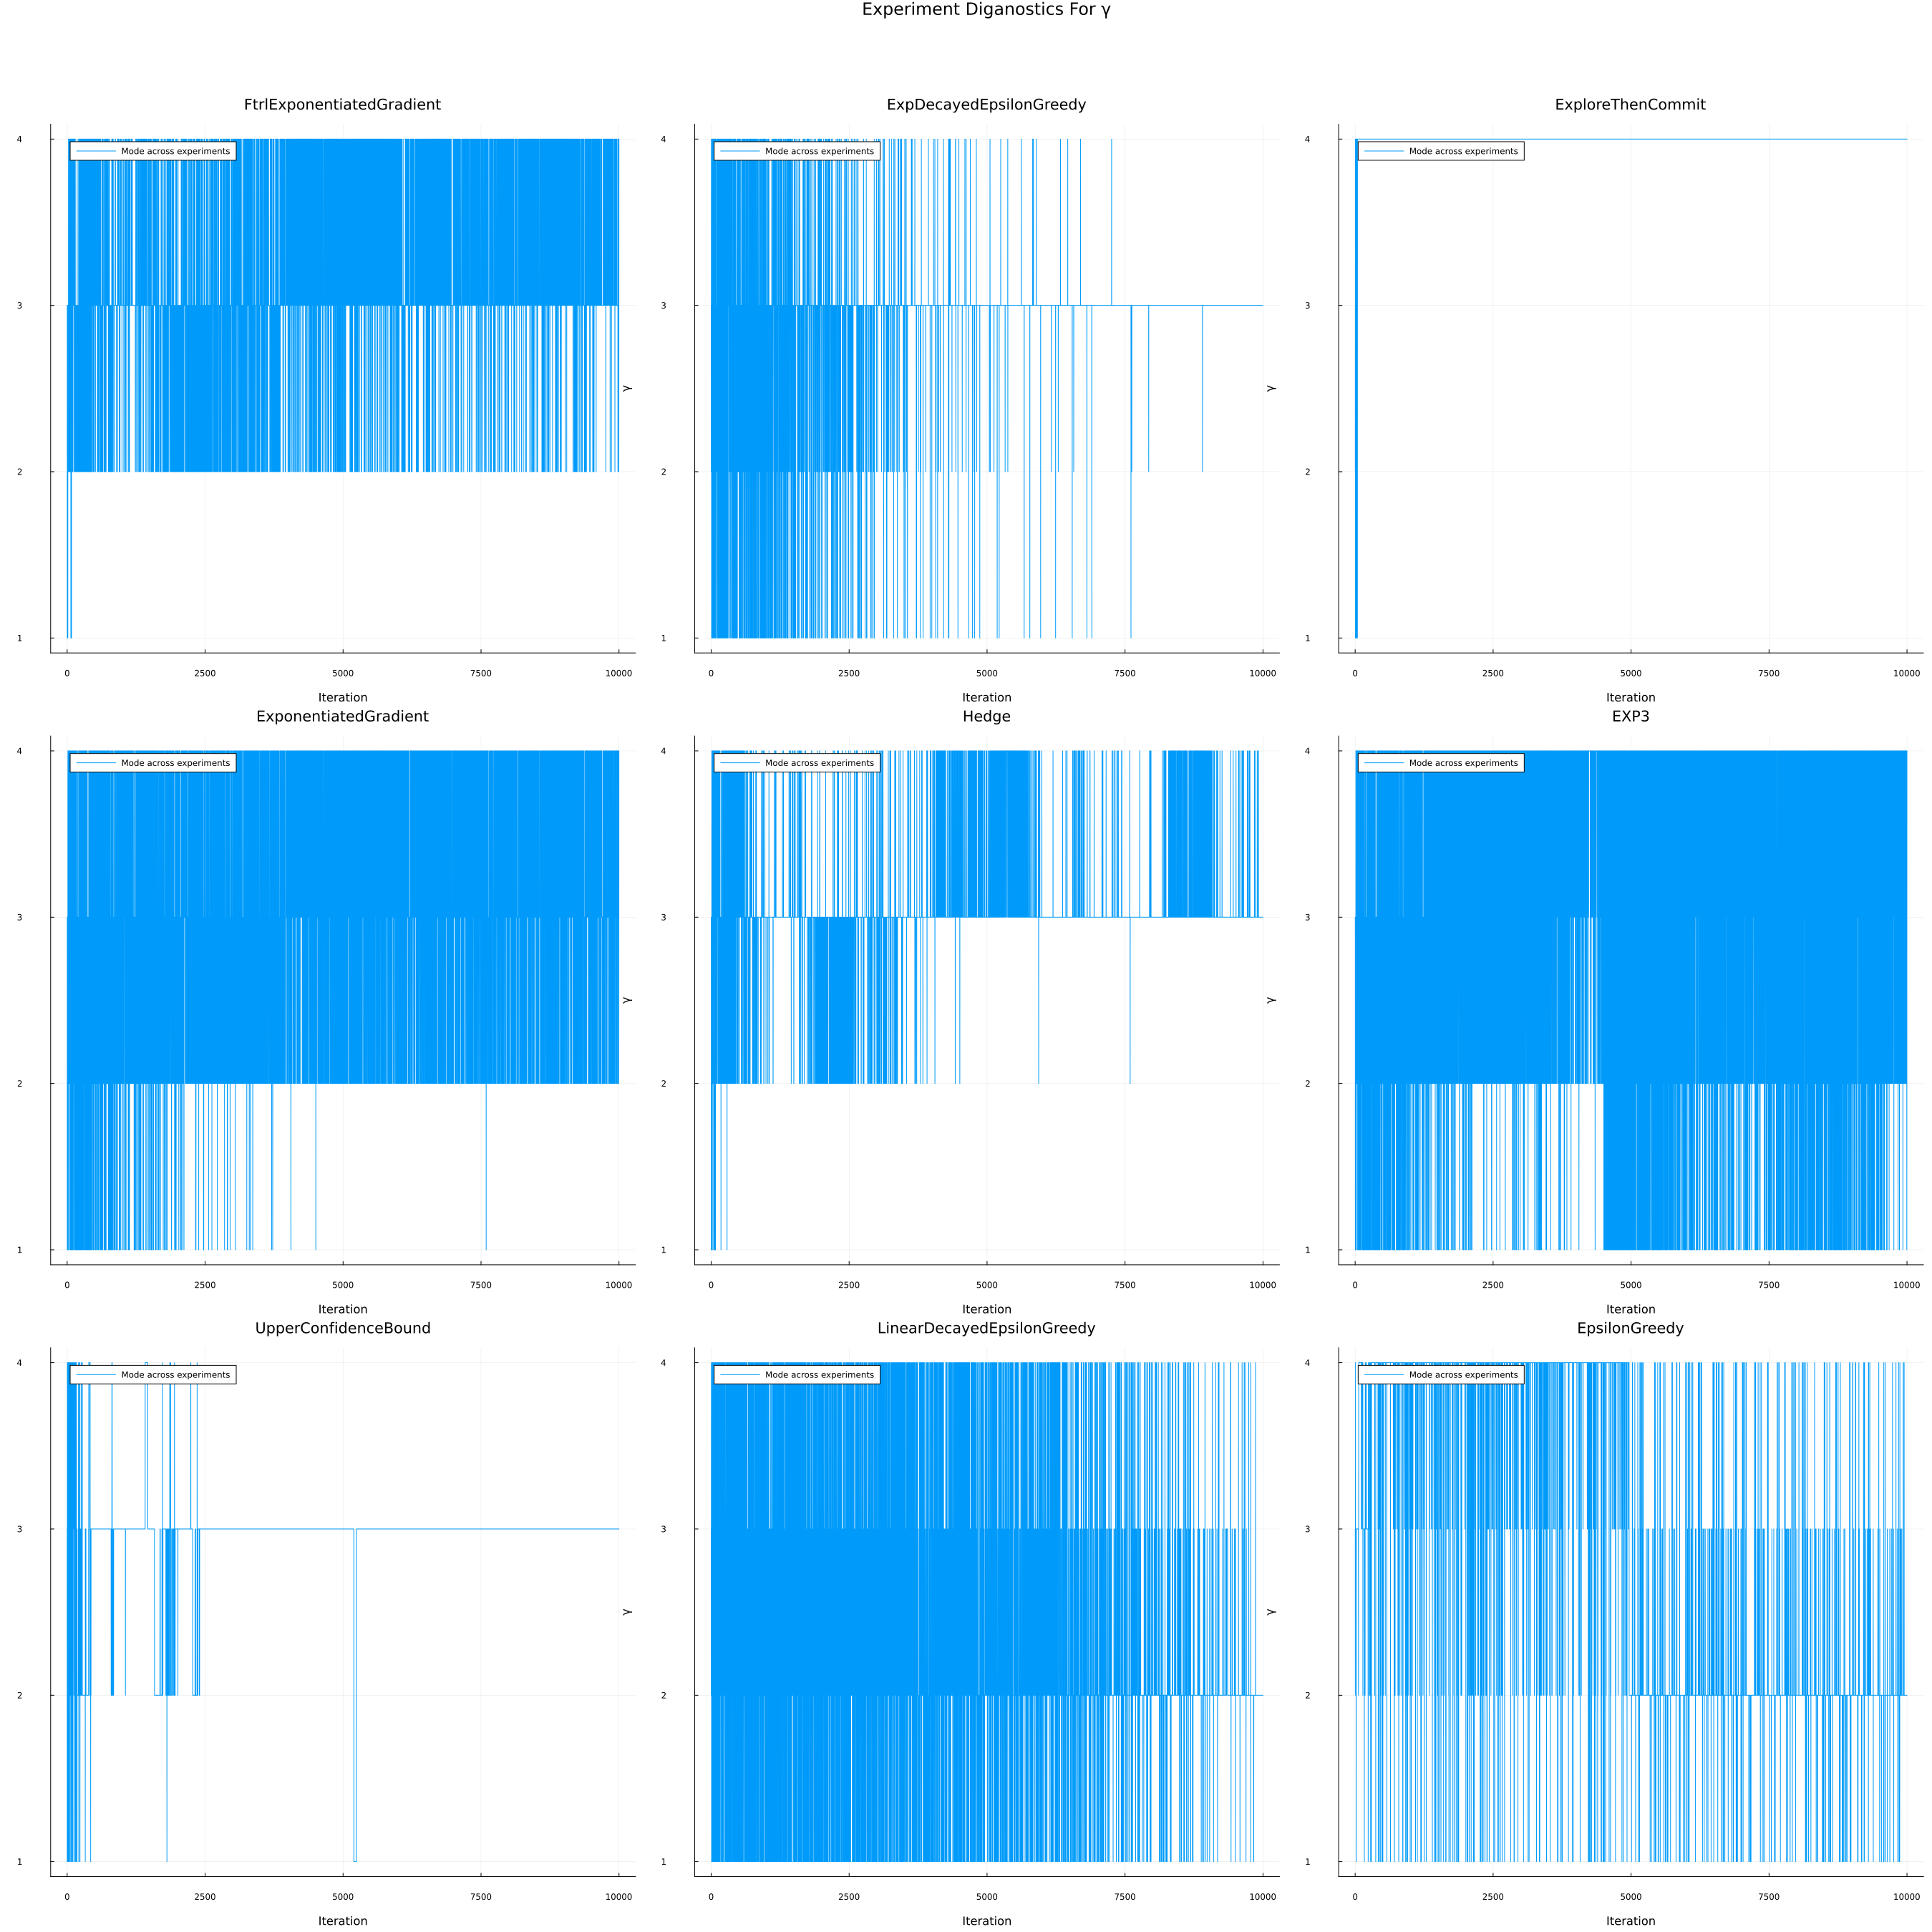 Experiment Diganostics For γ
FtrlExponentiatedGradient
4
3
2
1
Mode across experiments
0 2500 5000 7500 10000
Iteration
ExpDecayedEpsilonGreedy
γ
4
3
2
1
Mode across experiments
0 2500 5000 7500 10000
Iteration
ExploreThenCommit
γ
4
3
2
1
Mode across experiments
0 2500 5000 7500 10000
Iteration
ExponentiatedGradient
4
3
2
1
Mode across experiments
0 2500 5000 7500 10000
Iteration
Hedge
γ
4
3
2
1
Mode across experiments
0 2500 5000 7500 10000
Iteration
EXP3
γ
4
3
2
1
Mode across experiments
0 2500 5000 7500 10000
Iteration
UpperConfidenceBound
4
3
2
1
Mode across experiments
0 2500 5000 7500 10000
Iteration
LinearDecayedEpsilonGreedy
γ
4
3
2
1
Mode across experiments
0 2500 5000 7500 10000
Iteration
EpsilonGreedy
γ
4
3
2
1
Mode across experiments
0 2500 5000 7500 10000
Iteration